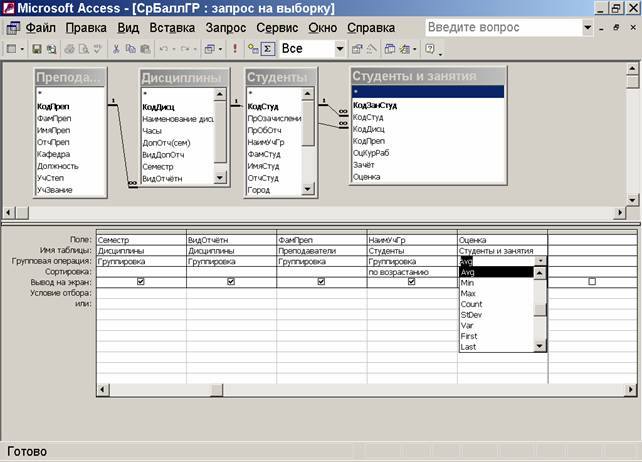 Microsoft Access - [СрБаллГР : запрос на выборку]
Файл Правка Вид Вставка Запрос Сервис Окно Справка Введите вопрос
Σ Все
Препода... Дисциплины Студенты Студенты и занятия
*
КодПреп
ФамПреп
ИмяПреп
ОтчПреп
Кафедра
Должность
УчСтеп
УчЗвание
1
∞
*
КодДисц
Наименование дисц
Часы
ДопОтч(сем)
ВидДопОтч
Семестр
ВидОтчётн
1
*
КодСтуд
ПрОзачислени
ПрОбОтч
НаимУчГр
ФамСтуд
ИмяСтуд
ОтчСтуд
Город
1
∞
∞
*
КодЗанСтуд
КодСтуд
КодДисц
КодПреп
ОцКурРаб
Зачёт
Оценка
Поле: Семестр ВидОтчётн ФамПреп НаимУчГр Оценка
Имя таблицы: Дисциплины Дисциплины Преподаватели Студенты Студенты и занятия
Групповая операция: Группировка Группировка Группировка Группировка Avg
Сортировка: по возрастанию
Вывод на экран:
Условие отбора:
или:
Avg
Min
Max
Count
StDev
Var
First
Last
Готово